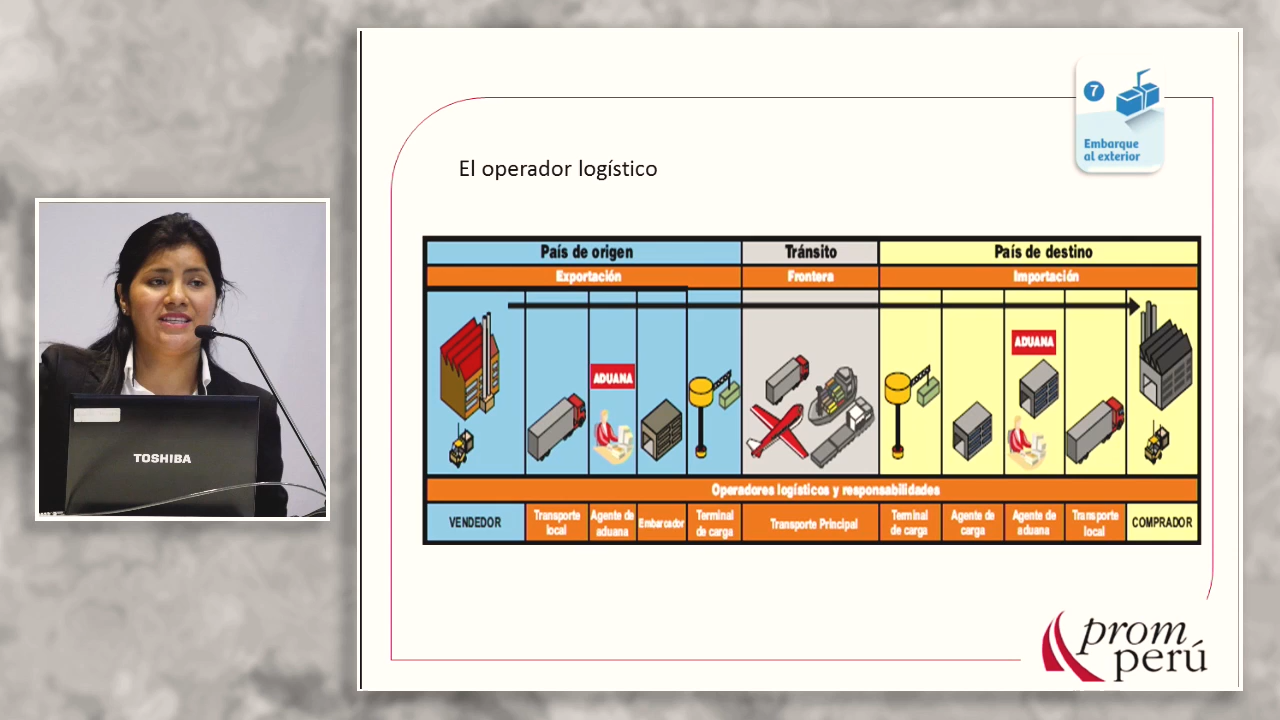 7
Embarque
al exterior
El operador logístico
País de origen
Tránsito
País de destino
Exportación
Frontera
Importación
ADUANA
ADUANA
TOSHIBA
Operadores logísticos y responsabilidades
VENDEDOR
Transporte
local
Agente de
aduana
Embarcador
Terminal
de carga
Transporte Principal
Terminal
de carga
Agente de
carga
Agente de
aduana
Transporte
local
COMPRADOR
prom
perú